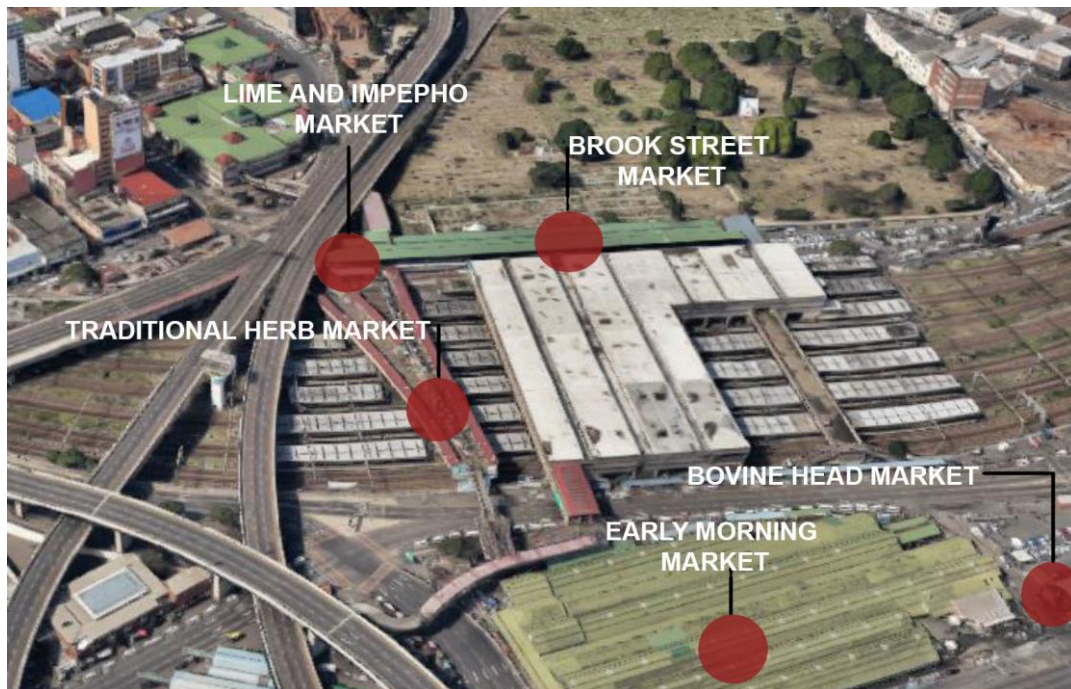 LIME AND IMPEPHO
MARKET
BROOK STREET
MARKET
TRADITIONAL HERB MARKET
BOVINE HEAD MARKET
EARLY MORNING
MARKET